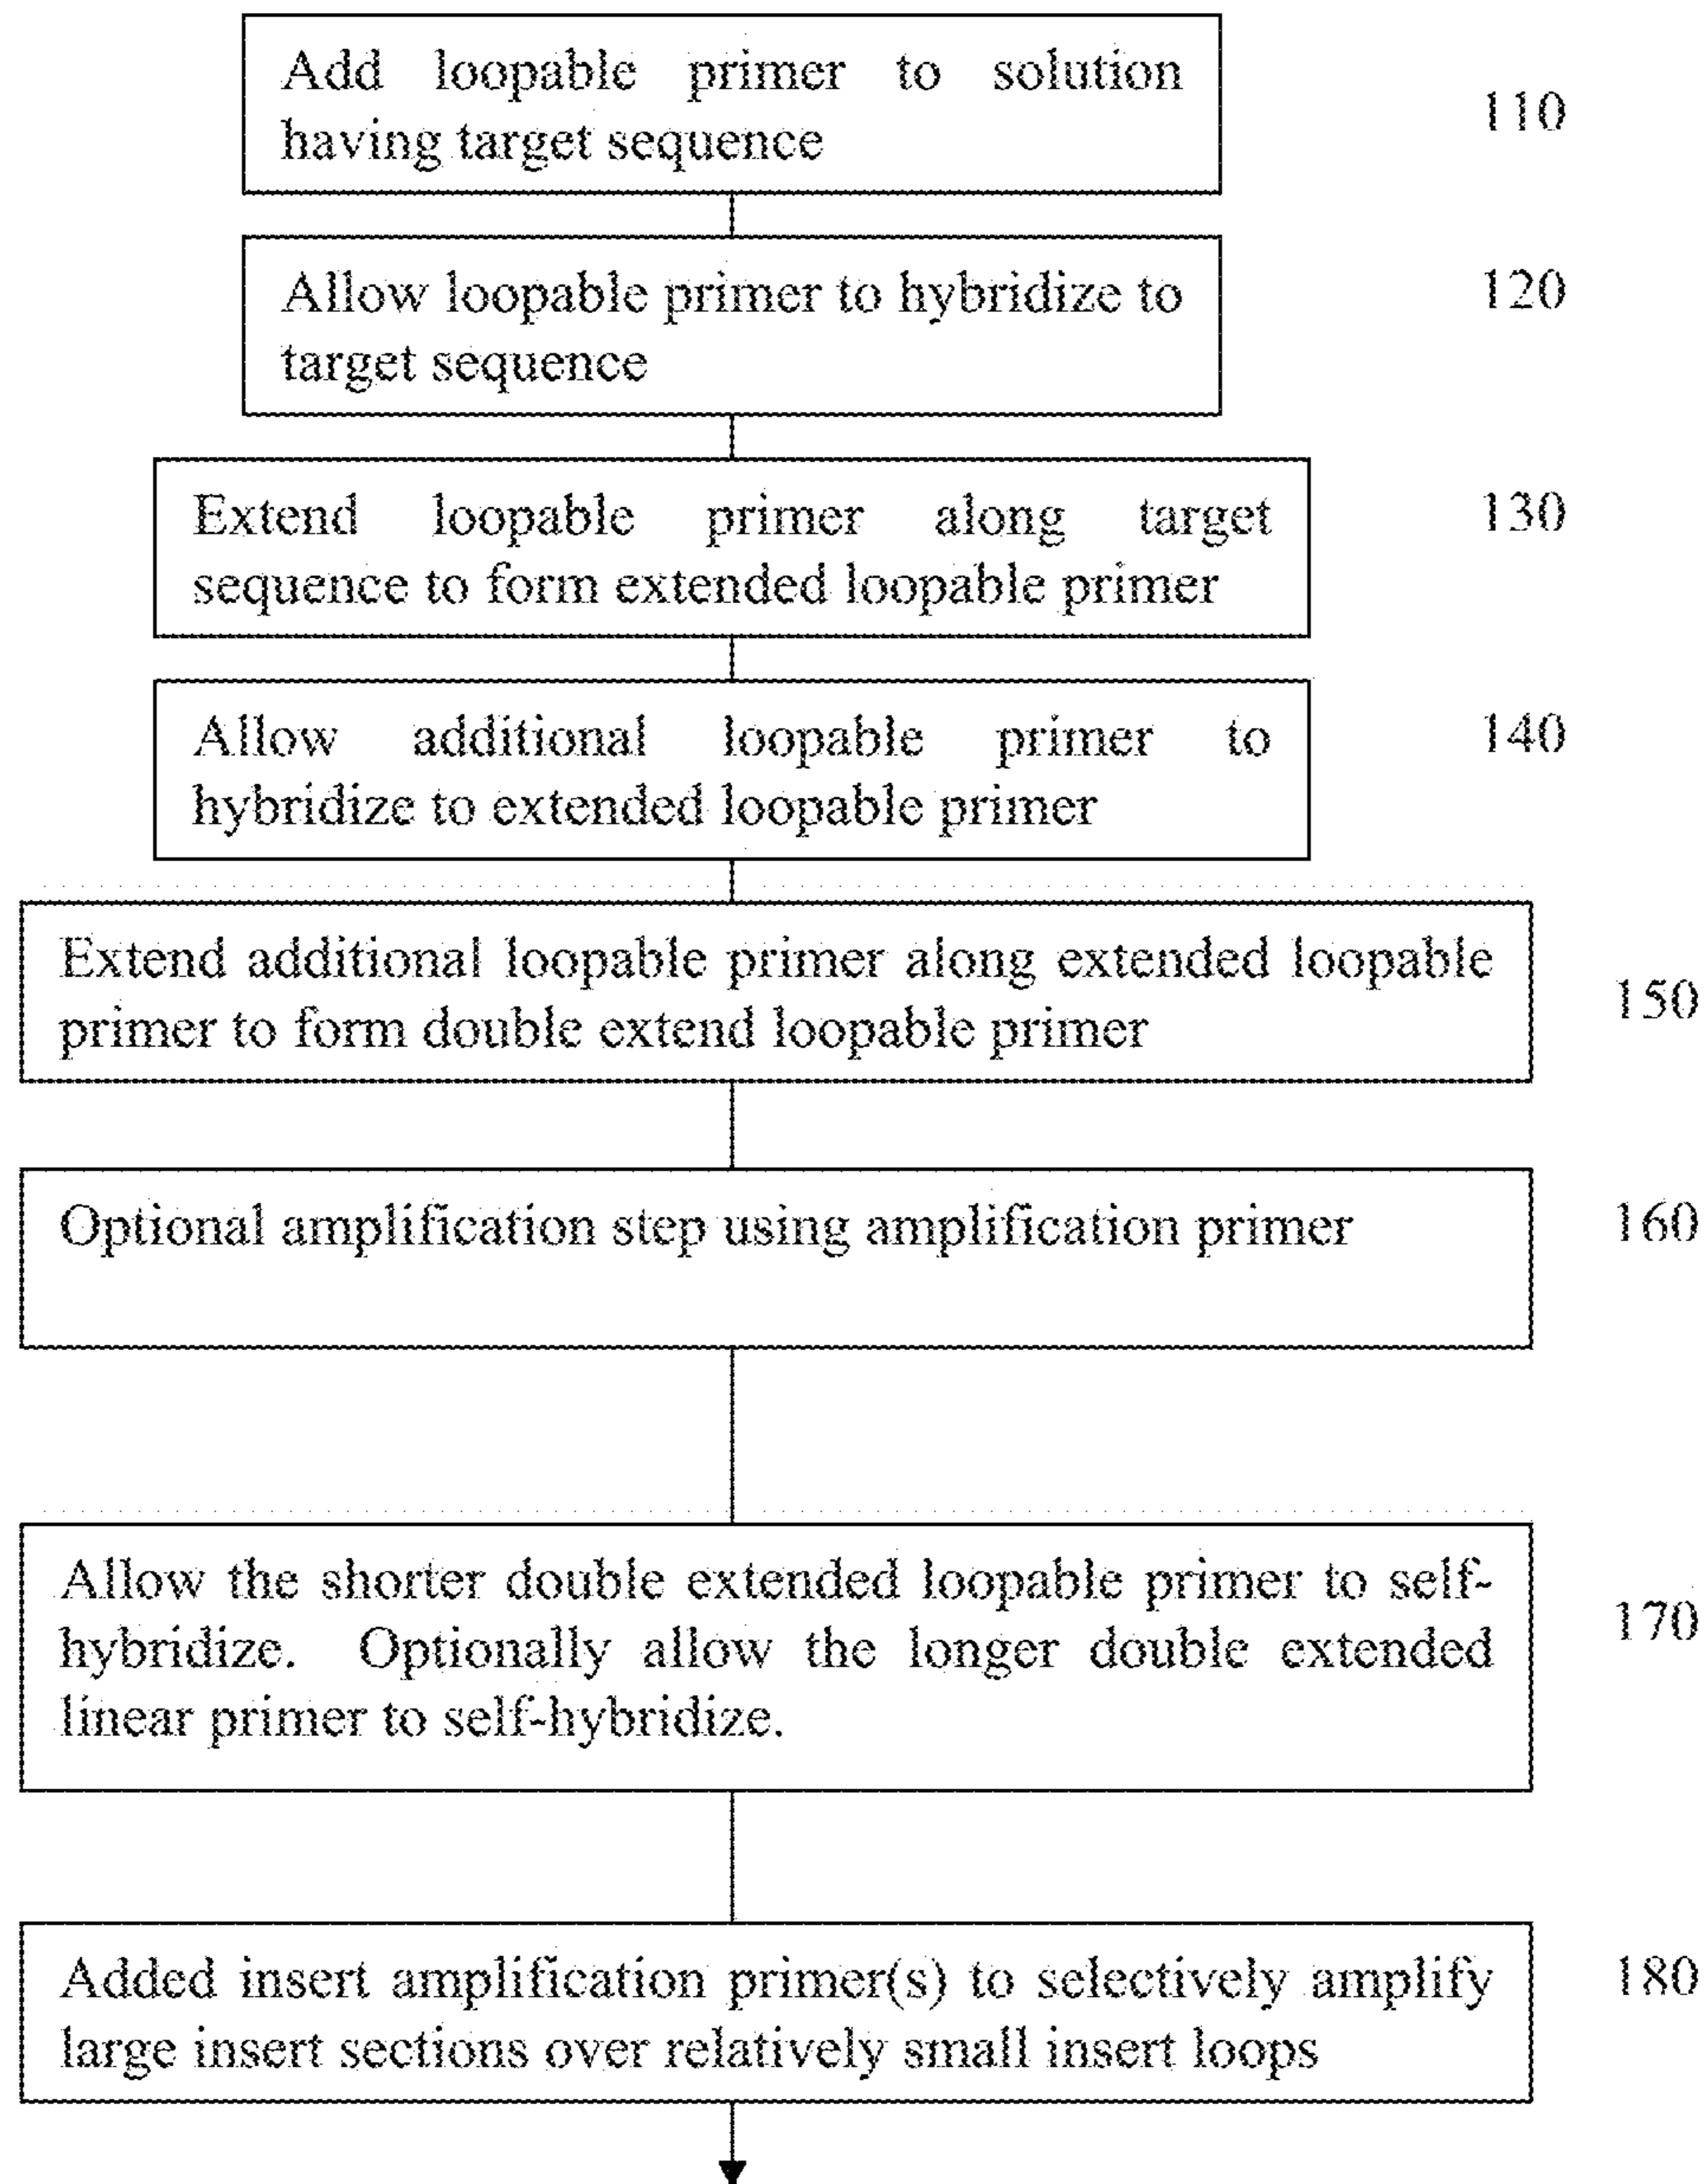 Add loopable primer to solution
having target sequence
110
Allow loopable primer to hybridize to
target sequence
120
Extend loopable primer along target
sequence to form extended loopable primer
130
Allow additional loopable primer to
hybridize to extended loopable primer
140
Extend additional loopable primer along extended loopable
primer to form double extend loopable primer
150
Optional amplification step using amplification primer
160
Allow the shorter double extended loopable primer to self-
hybridize. Optionally allow the longer double extended
linear primer to self-hybridize.
170
Added insert amplification primer(s) to selectively amplify
large insert sections over relatively small insert loops
180